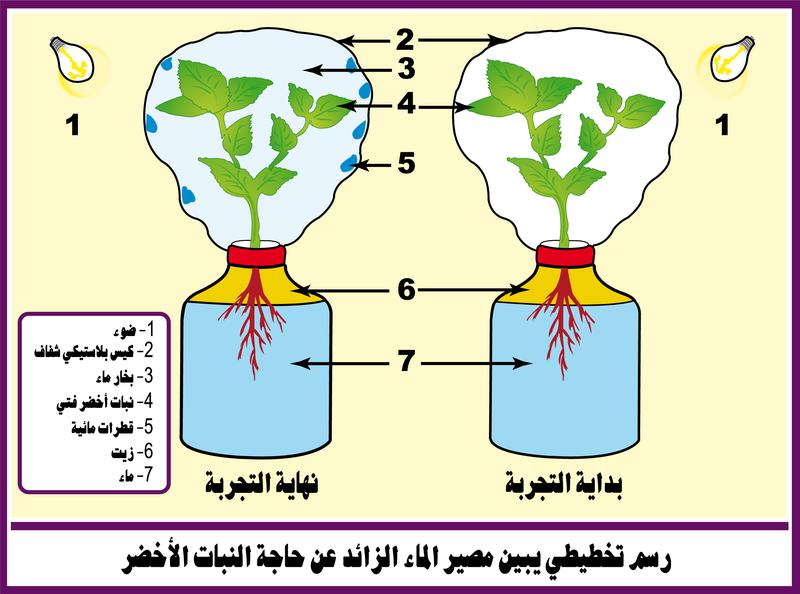 2
3
1
1
4
5
6
7
1- ضوء
2- كيس بلاستيكي شفاف
3- بخار ماء
4- نبات أخضر فتي
5- قطرات مائية
6- زيت
7- ماء
بداية التجربة
نهاية التجربة
رسم تخطيطي يبين مصير الماء الزائد عن حاجة النبات الأخضر